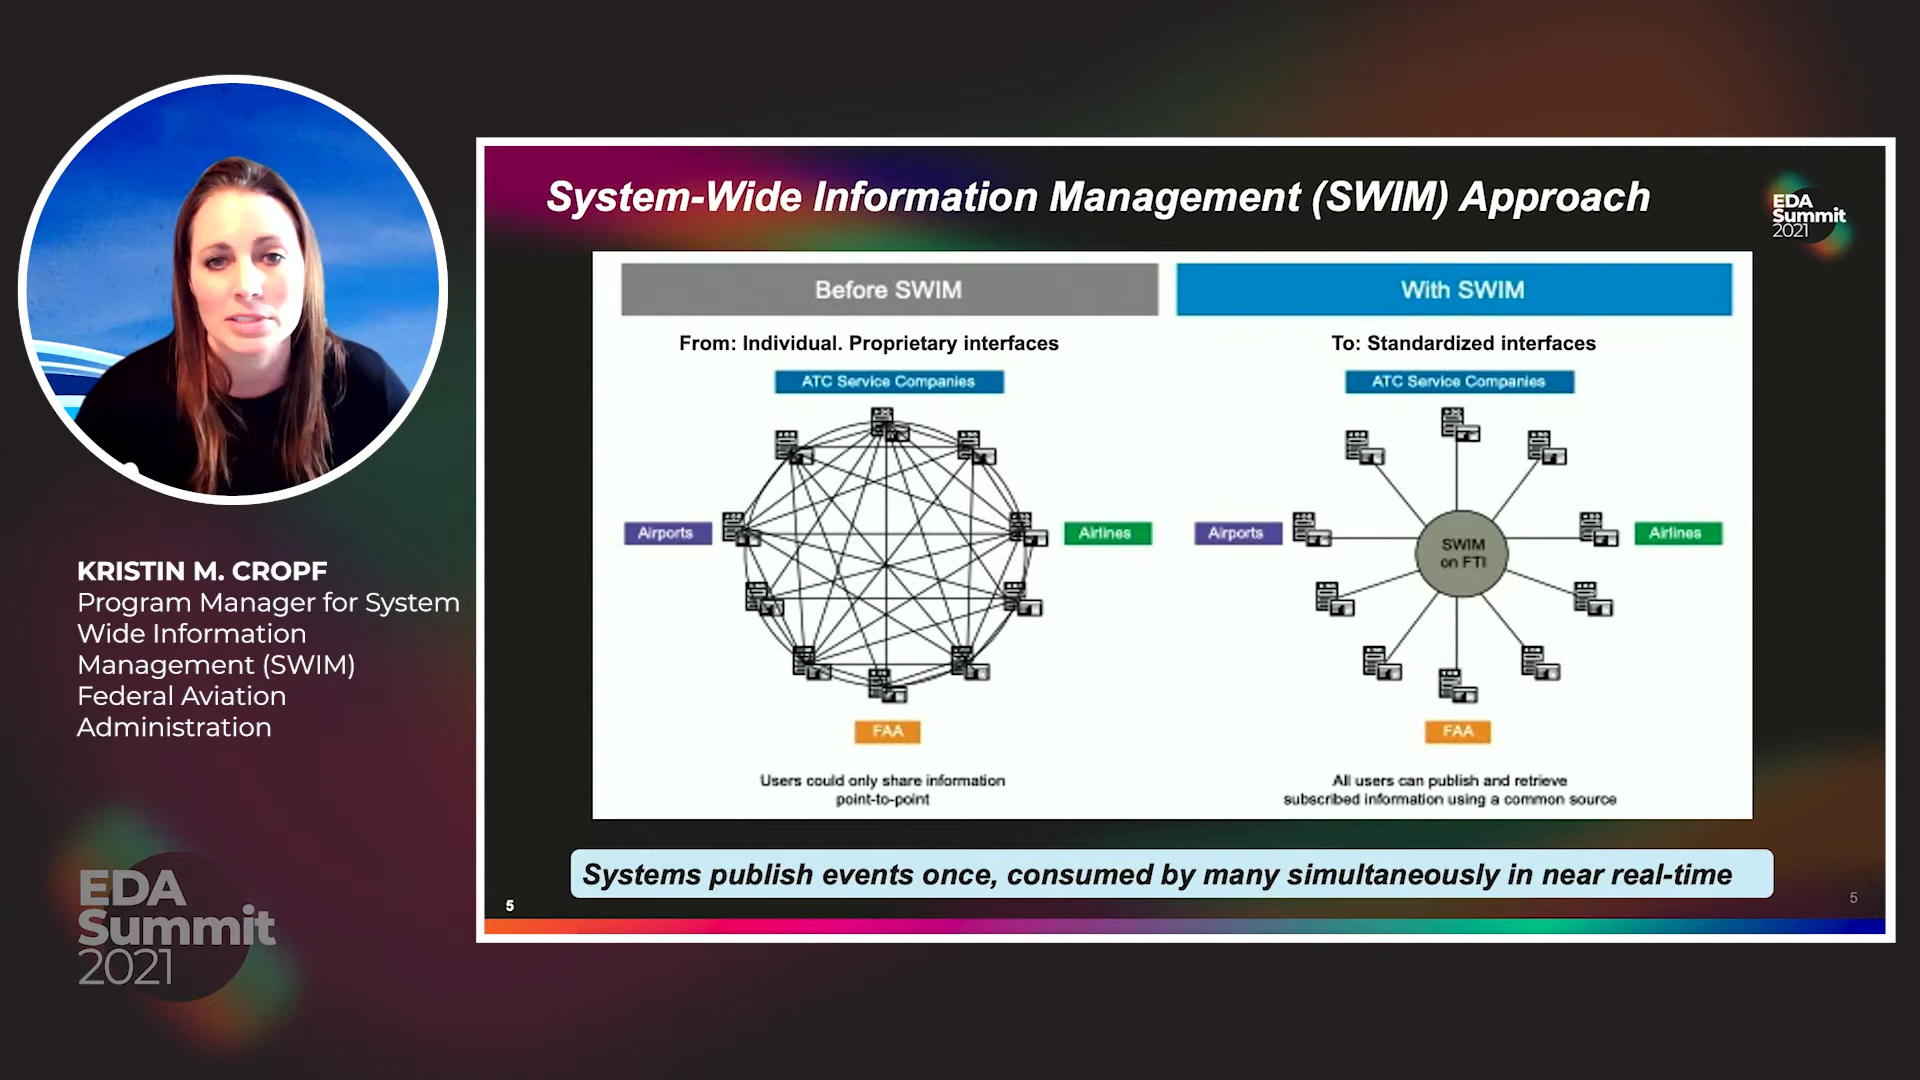 KRISTIN M. CROPF
Program Manager for System
Wide Information
Management (SWIM)
Federal Aviation
Administration
EDA
Summit
2021
System-Wide Information Management (SWIM) Approach
EDA
Summit
2021
Before SWIM
From: Individual. Proprietary interfaces
ATC Service Companies
Airports
Airlines
FAA
Users could only share information
point-to-point
With SWIM
To: Standardized interfaces
ATC Service Companies
Airports
SWIM
on FTI
Airlines
FAA
All users can publish and retrieve
subscribed information using a common source
Systems publish events once, consumed by many simultaneously in near real-time
5
5